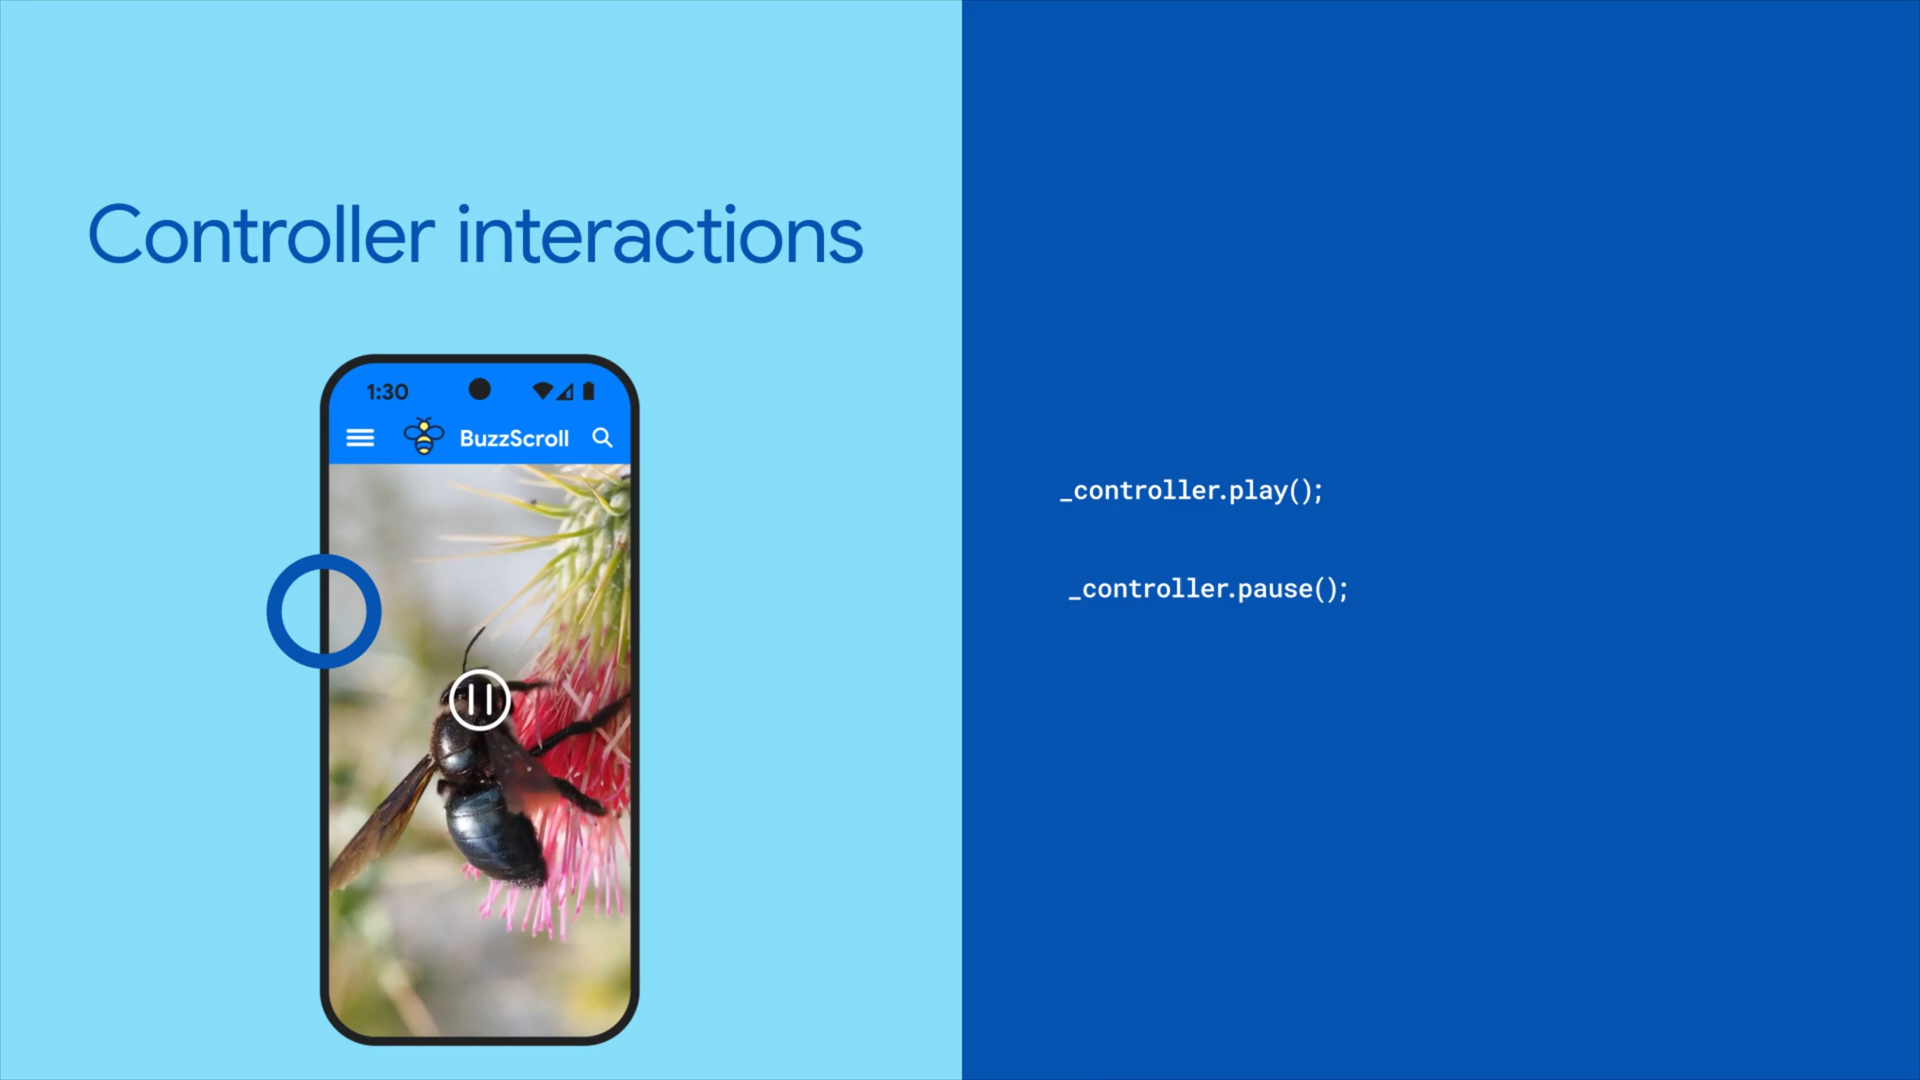 Controller interactions
1:30
BuzzScroll
_controller.play();
_controller.pause();